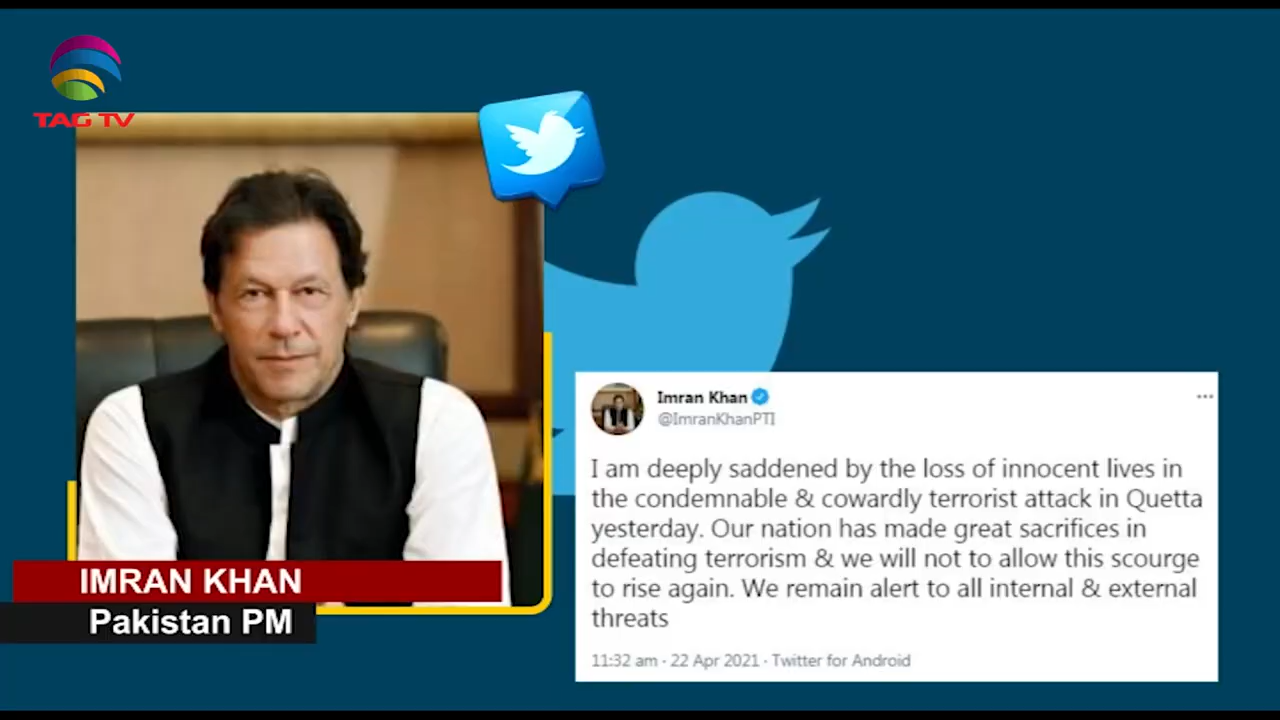 TAG TV
IMRAN KHAN
Pakistan PM
Imran Khan
@ImranKhanPTI
I am deeply saddened by the loss of innocent lives in
the condemnable & cowardly terrorist attack in Quetta
yesterday. Our nation has made great sacrifices in
defeating terrorism & we will not to allow this scourge
to rise again. We remain alert to all internal & external
threats
11:32 am · 22 Apr 2021 · Twitter for Android